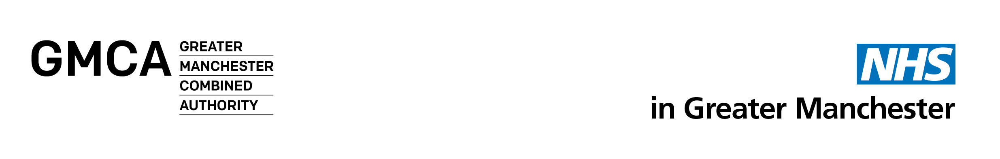 GMCA
GREATER
MANCHESTER
COMBINED
AUTHORITY
NHS
in Greater Manchester